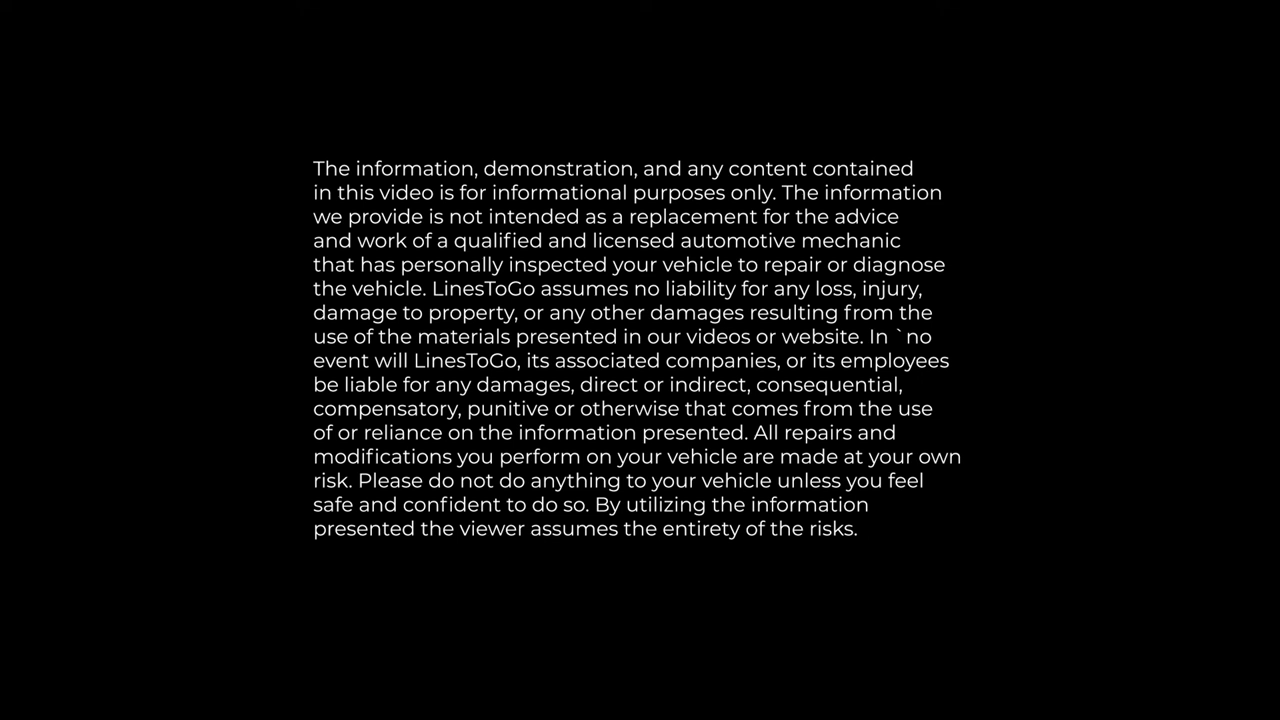 The information, demonstration, and any content contained
in this video is for informational purposes only. The information
we provide is not intended as a replacement for the advice
and work of a qualified and licensed automotive mechanic
that has personally inspected your vehicle to repair or diagnose
the vehicle. LinesToGo assumes no liability for any loss, injury,
damage to property, or any other damages resulting from the
use of the materials presented in our videos or website. In `no
event will LinesToGo, its associated companies, or its employees
be liable for any damages, direct or indirect, consequential,
compensatory, punitive or otherwise that comes from the use
of or reliance on the information presented. All repairs and
modifications you perform on your vehicle are made at your own
risk. Please do not do anything to your vehicle unless you feel
safe and confident to do so. By utilizing the information
presented the viewer assumes the entirety of the risks.